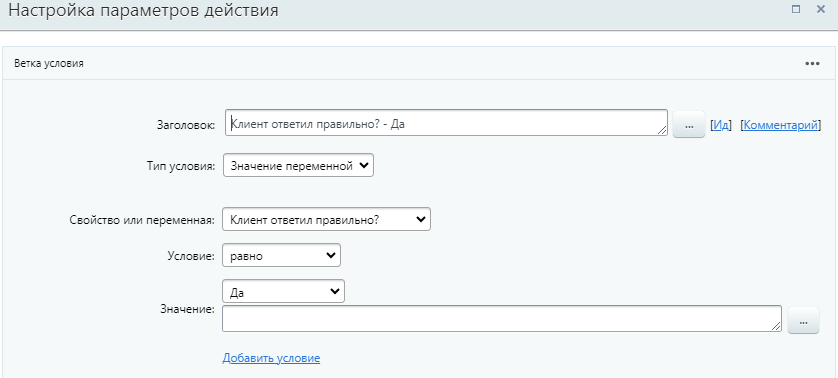 Настройка параметров действия
Ветка условия
Заголовок: Клиент ответил правильно? - Да ... [Ид] [Комментарий]
Тип условия: Значение переменной
Свойство или переменная: Клиент ответил правильно?
Условие: равно
Да
Значение: ...
Добавить условие